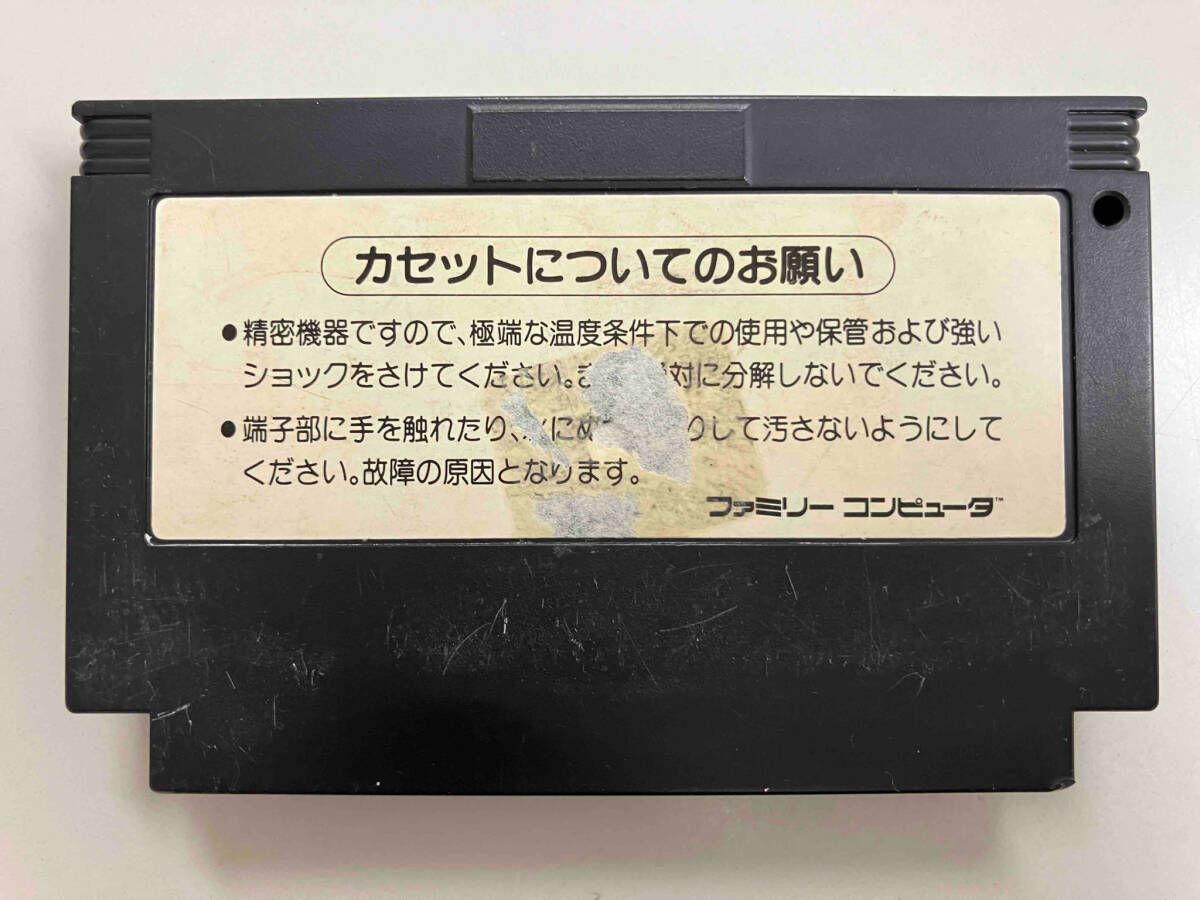 カセットについてのお願い
●精密機器ですので、極端な温度条件下での使用や保管および強い
ショックをさけてください。ま 対に分解しないでください。
●端子部に手を触れたり、 にぬ りして汚さないようにして
ください。故障の原因となります。
ファミリー コンピュータ™